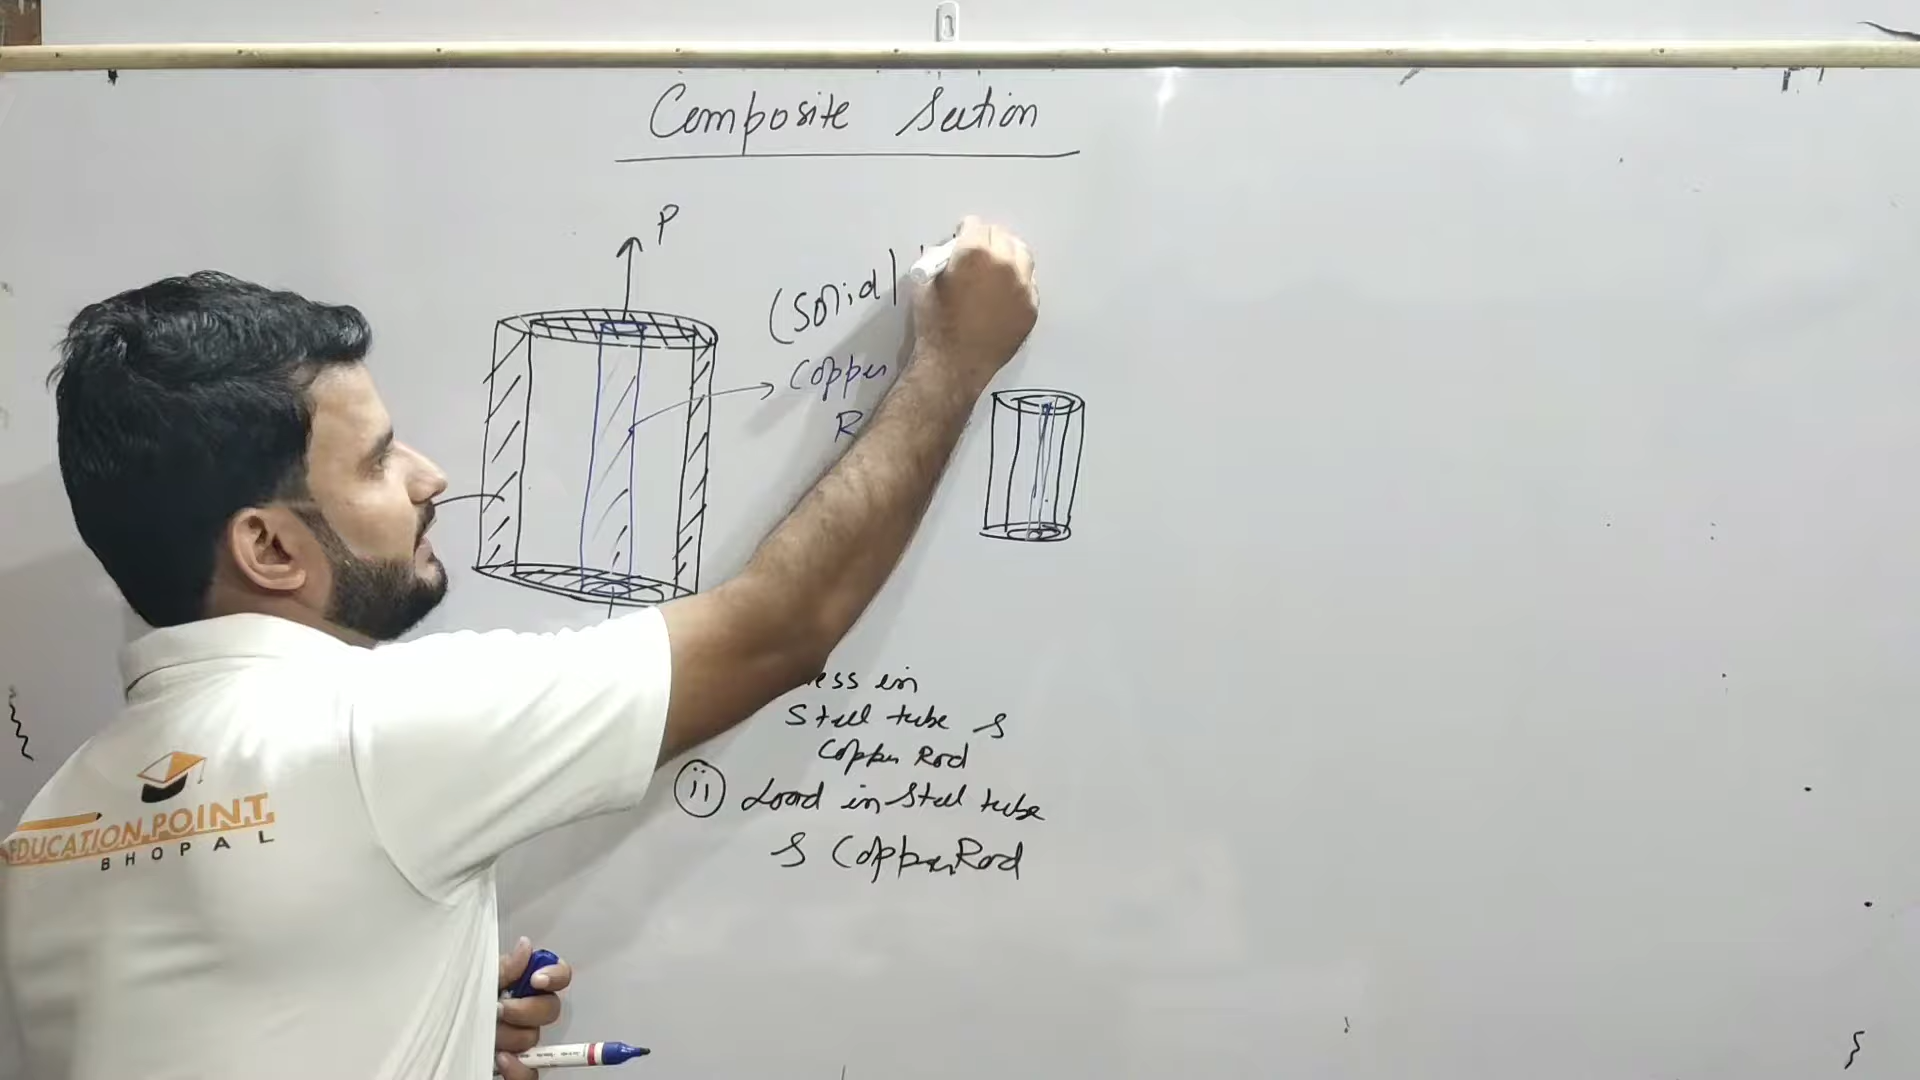 Composite Section
P
(Solid)
Copper
R
ess in
Steel tube &
Copper Rod
(ii) Load in Steel tube
& Copper Rod
EDUCATION POINT
BHOPAL